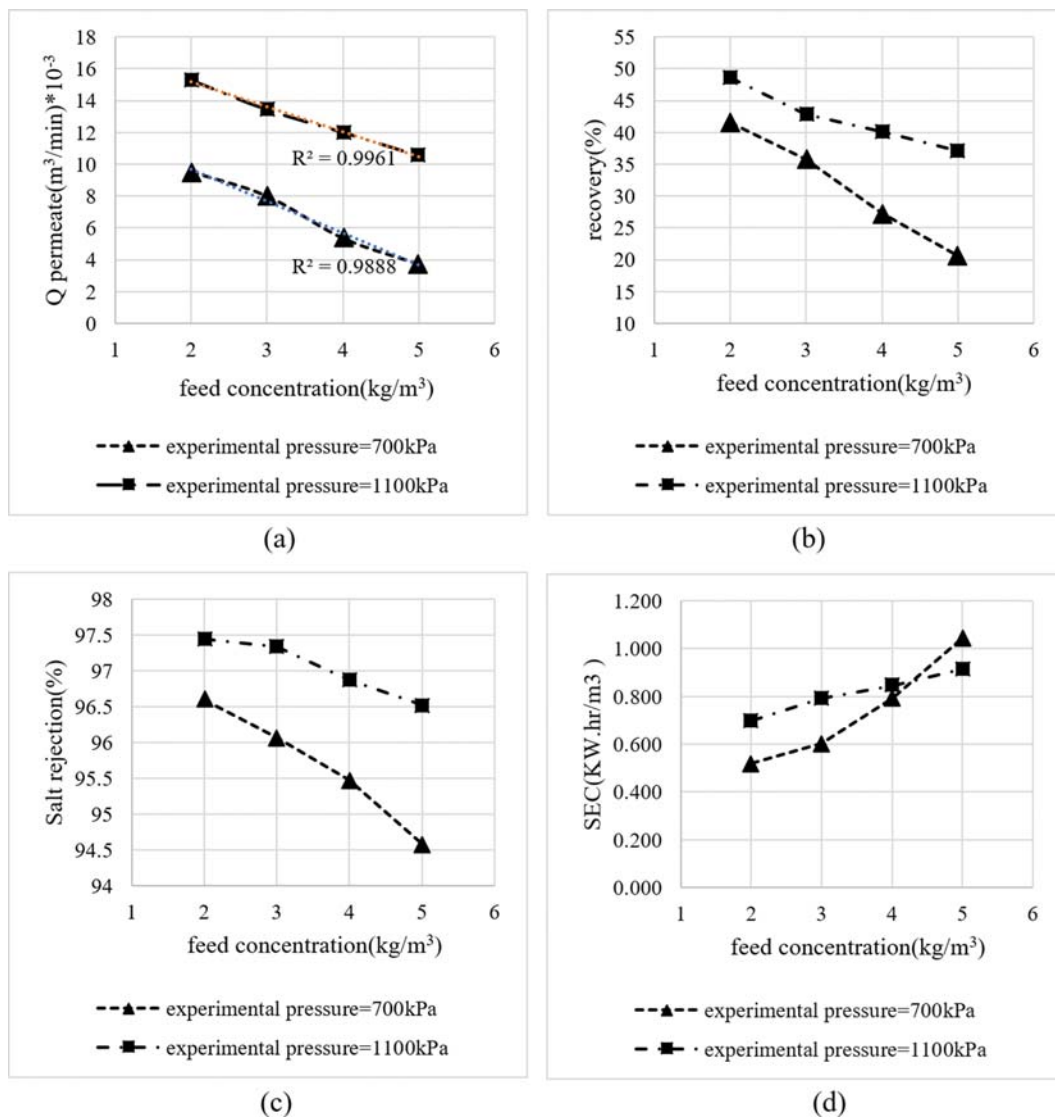 18
16
14
12
10
8
6
4
2
0
Q permeate(m³/min)*10⁻³
R² = 0.9961
R² = 0.9888
1 2 3 4 5 6
feed concentration(kg/m³)
experimental pressure=700kPa
experimental pressure=1100kPa
(a)
55
50
45
40
35
30
25
20
15
10
recovery(%)
1 2 3 4 5 6
feed concentration(kg/m³)
experimental pressure=700kPa
experimental pressure=1100kPa
(b)
98
97.5
97
96.5
96
95.5
95
94.5
94
Salt rejection(%)
1 2 3 4 5 6
feed concentration(kg/m³)
experimental pressure=700kPa
experimental pressure=1100kPa
(c)
1.200
1.000
0.800
0.600
0.400
0.200
0.000
SEC(KW.hr/m3 )
1 2 3 4 5 6
feed concentration(kg/m³)
experimental pressure=700kPa
experimental pressure=1100kPa
(d)